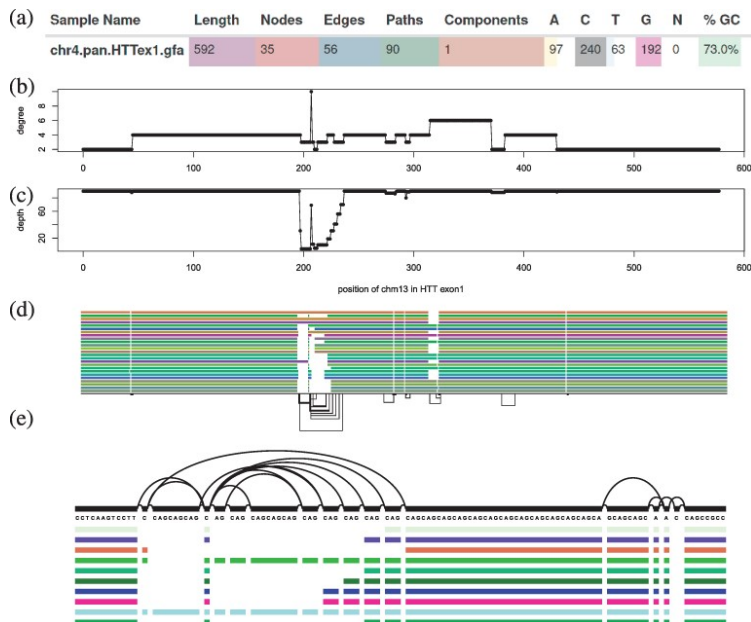 (a) Sample Name Length Nodes Edges Paths Components A C T G N % GC
chr4.pan.HTTex1.gfa 592 35 56 90 1 97 240 63 192 0 73.0%
(b)
degree
2 4 6 8
0 100 200 300 400 500 600
(c)
depth
20 60
0 100 200 300 400 500 600
position of chm13 in HTT exon1
(d)
(e)
CCTCAAGTCCTT C CAGCAGCAG C AG CAG CAGCAGCAG CAG CAG CAG CAG CAG CAGCAGCAGCAGCAGCAGCAGCAGCAGCAGCAGCA GCAGCAGC A A C CAGCCGCC